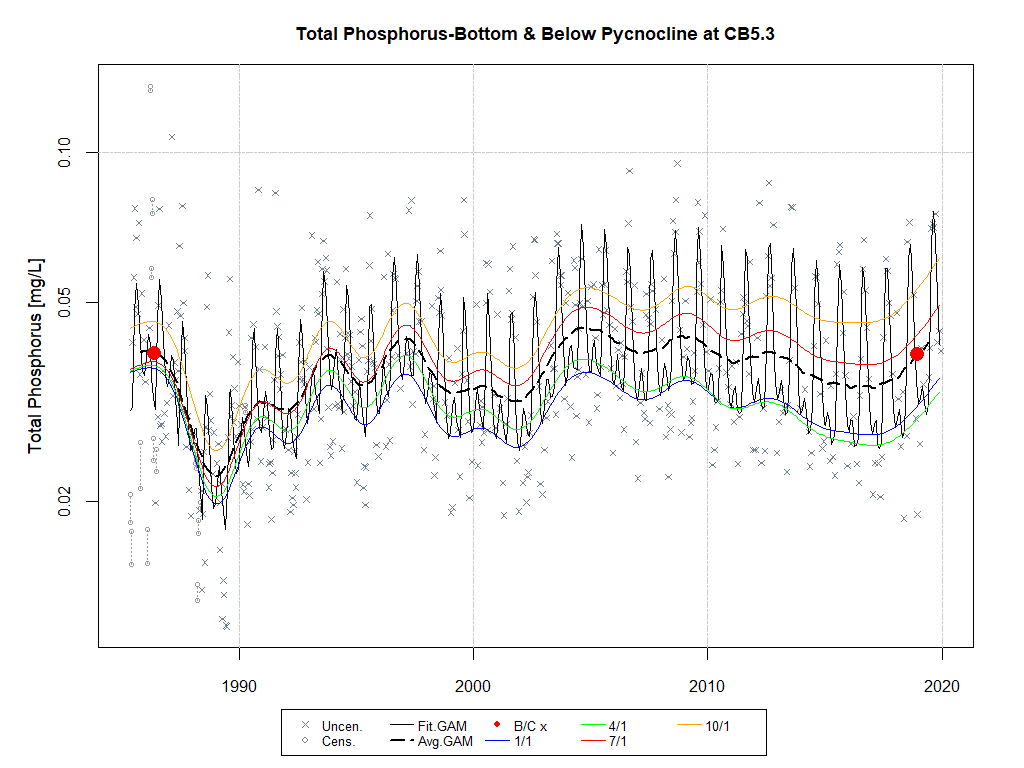 Total Phosphorus-Bottom & Below Pycnocline at CB5.3
Total Phosphorus [mg/L]
0.10
0.05
0.02
1990 2000 2010 2020
Uncen. Fit.GAM B/C x 4/1 10/1
Cens. Avg.GAM 1/1 7/1